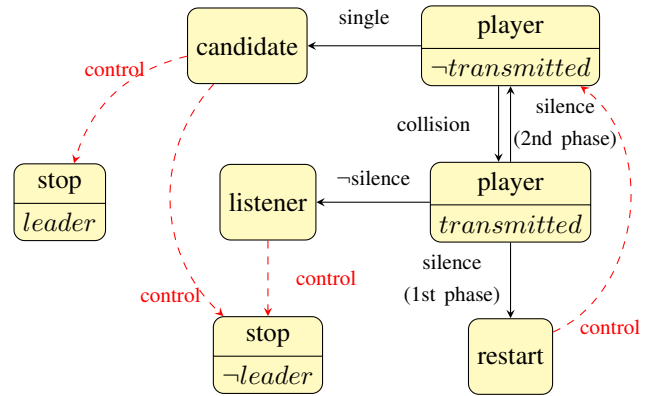 single
candidate
player
¬transmitted
control
collision
silence
(2nd phase)
stop
leader
¬silence
listener
player
transmitted
silence
(1st phase)
control
control
control
stop
¬leader
restart